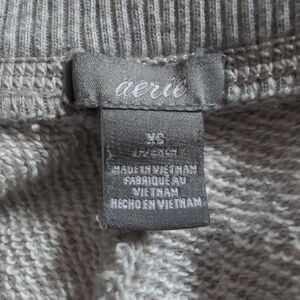 aerie
XS
MADE IN VIETNAM
FABRIQUÉ AU
VIETNAM
HECHO EN VIETNAM